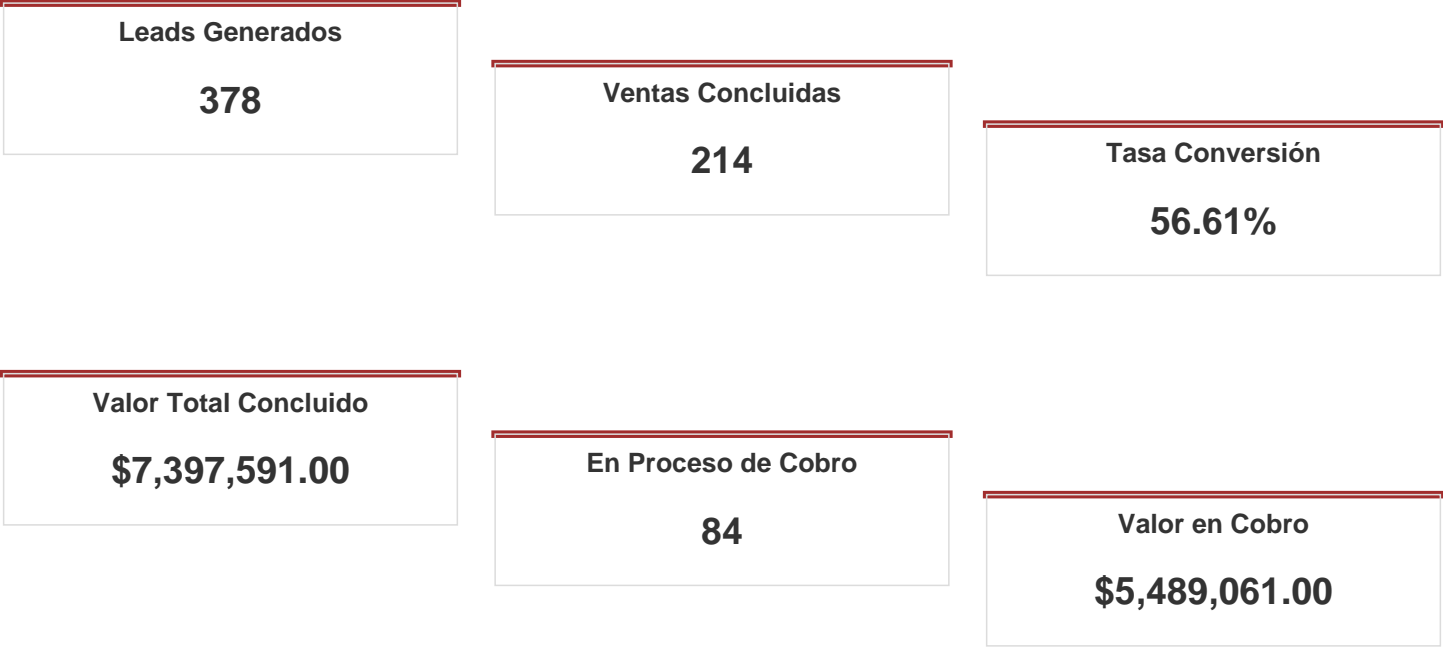 Leads Generados
378
Ventas Concluidas
214
Tasa Conversión
56.61%
Valor Total Concluido
$7,397,591.00
En Proceso de Cobro
84
Valor en Cobro
$5,489,061.00